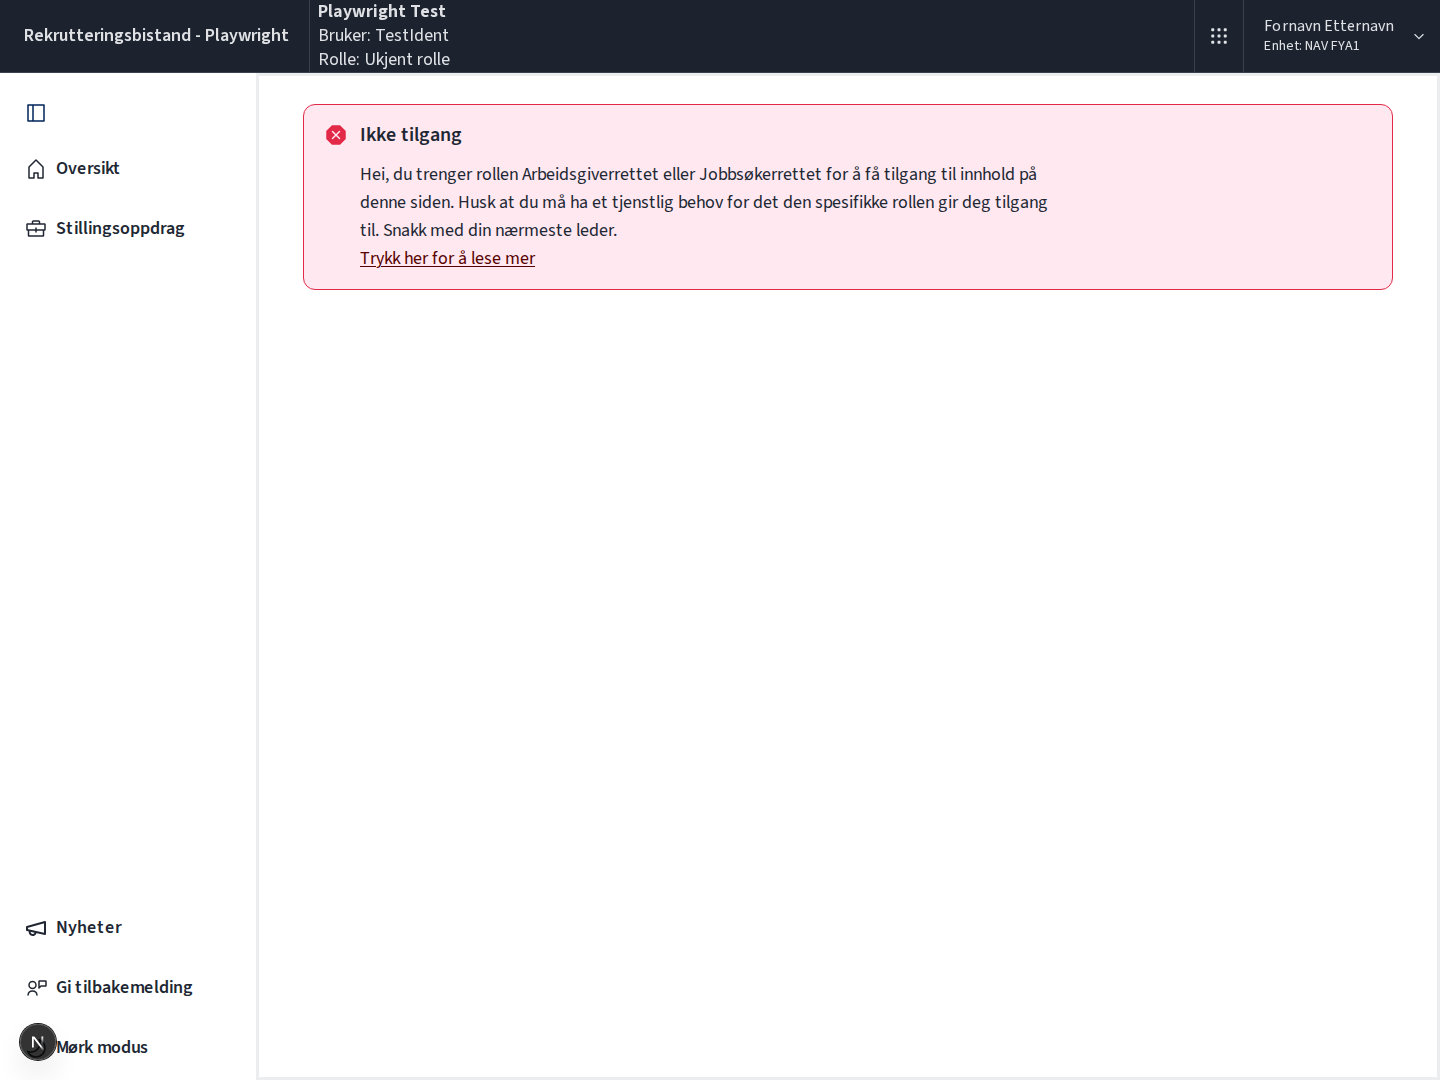 Rekrutteringsbistand - Playwright
Playwright Test
Bruker: TestIdent
Rolle: Ukjent rolle
Fornavn Etternavn
Enhet: NAV FYA1
Oversikt
Stillingsoppdrag
Ikke tilgang
Hei, du trenger rollen Arbeidsgiverrettet eller Jobbsøkerrettet for å få tilgang til innhold på
denne siden. Husk at du må ha et tjenstlig behov for det den spesifikke rollen gir deg tilgang
til. Snakk med din nærmeste leder.
Trykk her for å lese mer
Nyheter
Gi tilbakemelding
N
Mørk modus